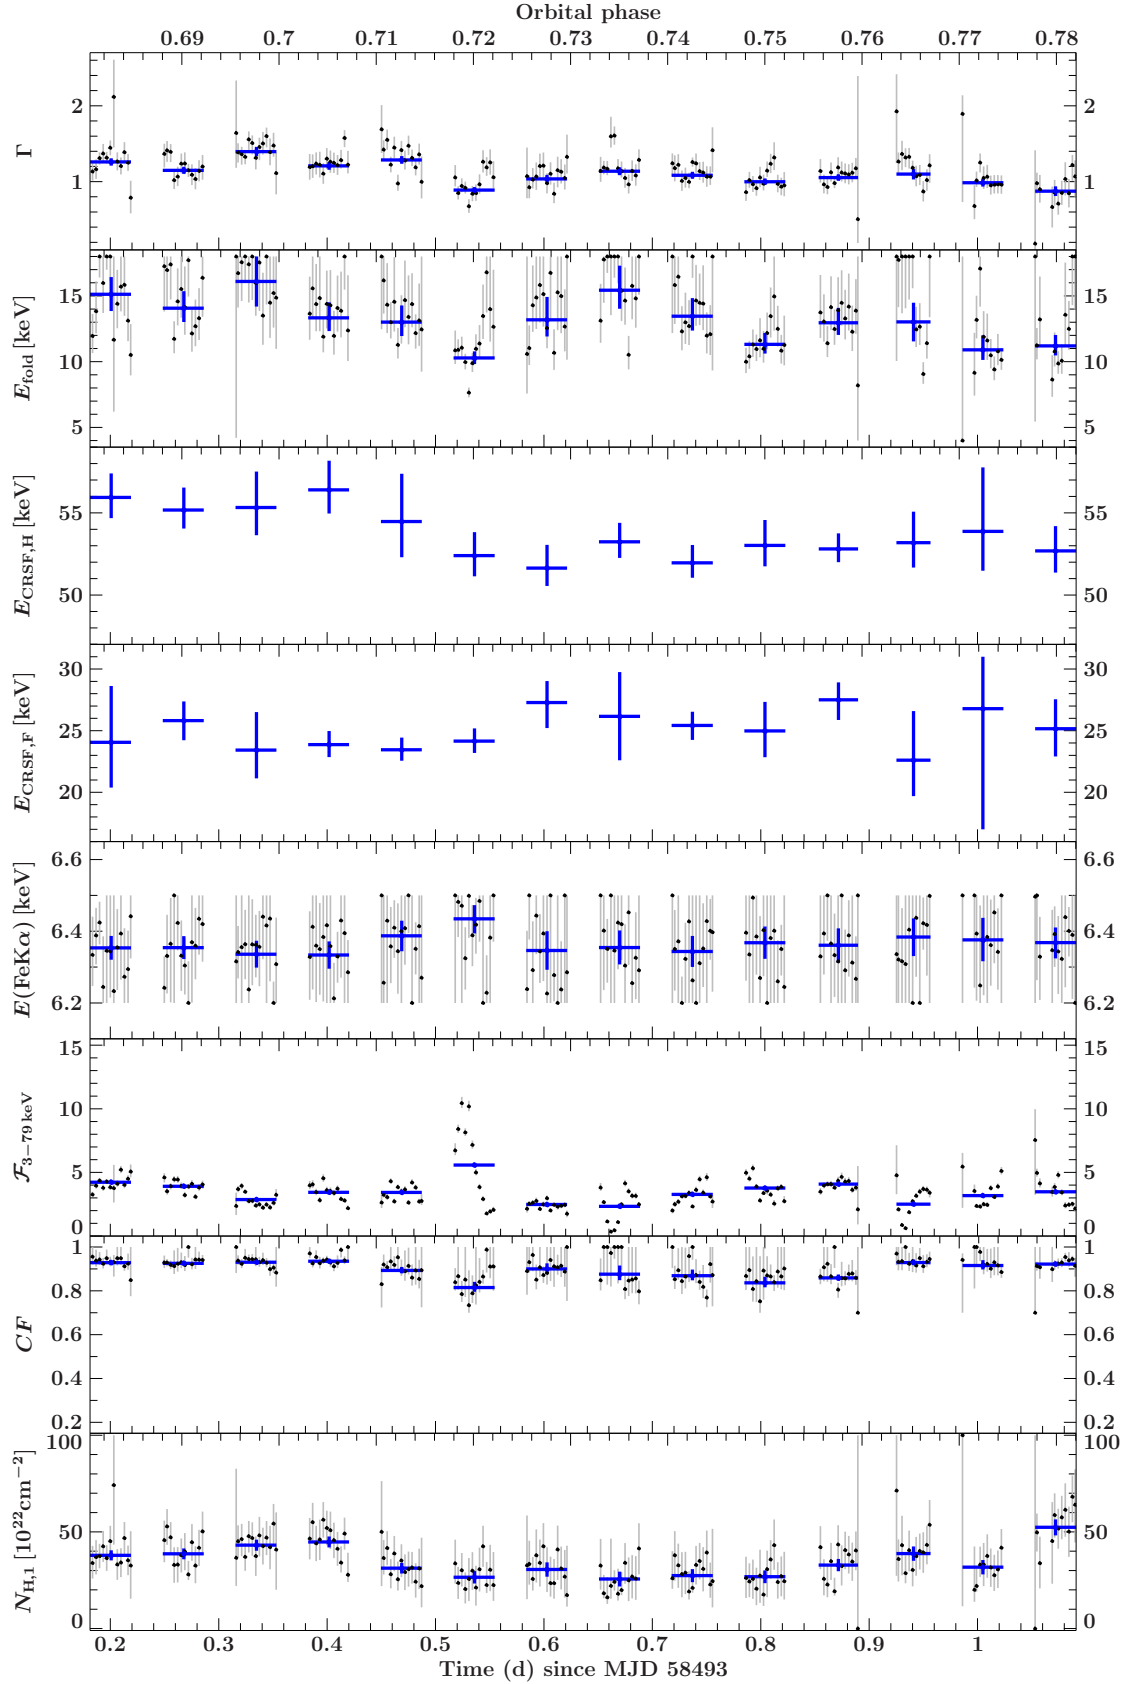 Orbital phase
0.69 0.7 0.71 0.72 0.73 0.74 0.75 0.76 0.77 0.78
2 2
1 1
Γ
15 15
10 10
5 5
E_fold [keV]
55 55
50 50
E_CRSF,H [keV]
30 30
25 25
20 20
E_CRSF,F [keV]
6.6 6.6
6.4 6.4
6.2 6.2
E(FeKα) [keV]
15 15
10 10
5 5
0 0
ℱ_3−79 keV
1 1
0.8 0.8
0.6 0.6
0.4 0.4
0.2 0.2
CF
100 100
50 50
0 0
N_H,1 [10²²cm⁻²]
0.2 0.3 0.4 0.5 0.6 0.7 0.8 0.9 1
Time (d) since MJD 58493